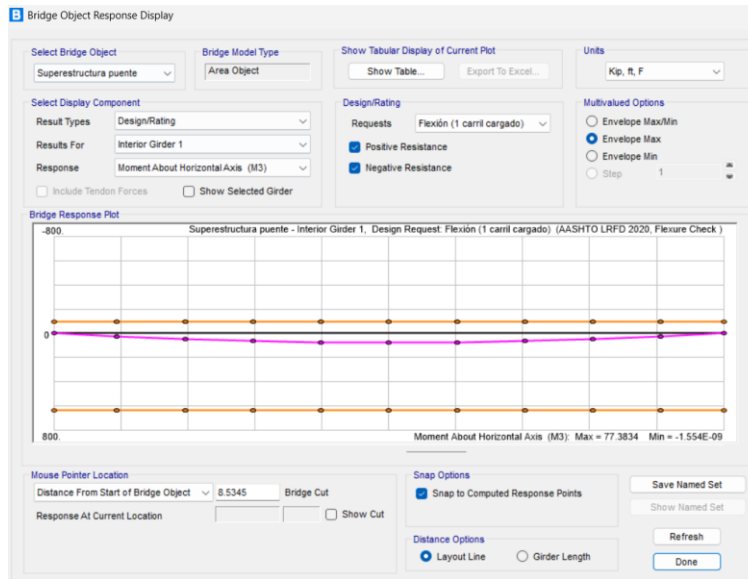 B Bridge Object Response Display
Select Bridge Object
Superestructura puente
Bridge Model Type
Area Object
Show Tabular Display of Current Plot
Show Table...
Export To Excel...
Units
Kip, ft, F
Select Display Component
Result Types
Design/Rating
Results For
Interior Girder 1
Response
Moment About Horizontal Axis (M3)
Include Tendon Forces
Show Selected Girder
Design/Rating
Requests
Flexión (1 carril cargado)
Positive Resistance
Negative Resistance
Multivalued Options
Envelope Max/Min
Envelope Max
Envelope Min
Step
1
Bridge Response Plot
-800.
Superestructura puente - Interior Girder 1, Design Request: Flexión (1 carril cargado) (AASHTO LRFD 2020, Flexure Check )
0
800.
Moment About Horizontal Axis (M3): Max = 77.3834 Min = -1.554E-09
Mouse Pointer Location
Distance From Start of Bridge Object
8.5345
Bridge Cut
Response At Current Location
Show Cut
Snap Options
Snap to Computed Response Points
Distance Options
Layout Line
Girder Length
Save Named Set
Show Named Set
Refresh
Done